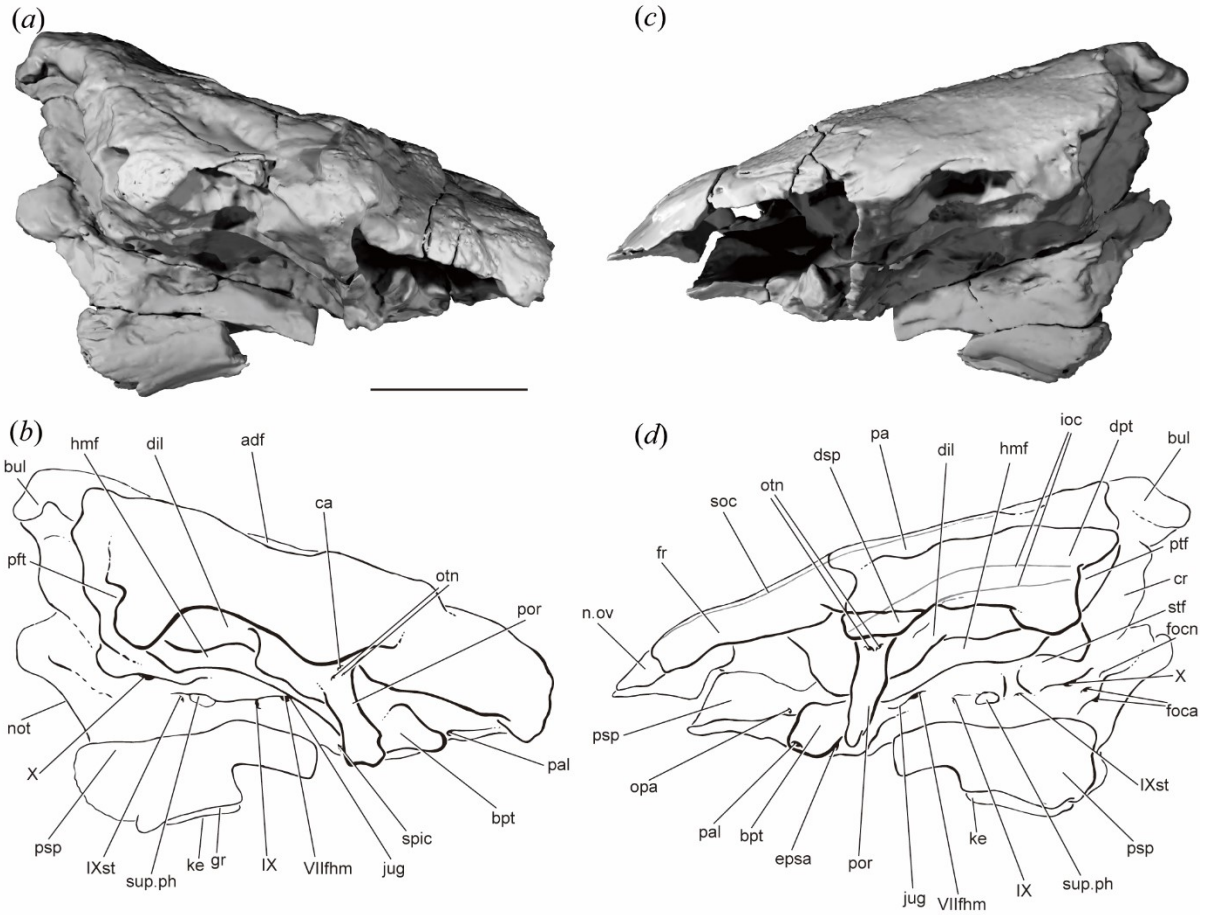 (a)
(c)
(b)
hmf
dil
adf
bul
ca
otn
pft
por
not
X
pal
psp
spic
bpt
IXst
ke
gr
IX
VIIfhm
sup.ph
jug
(d)
ioc
dpt
pa
hmf
bul
dsp
dil
otn
soc
fr
ptf
cr
n.ov
stf
focn
X
foca
psp
opa
IXst
pal
bpt
ke
psp
epsa
por
IX
sup.ph
jug
VIIfhm